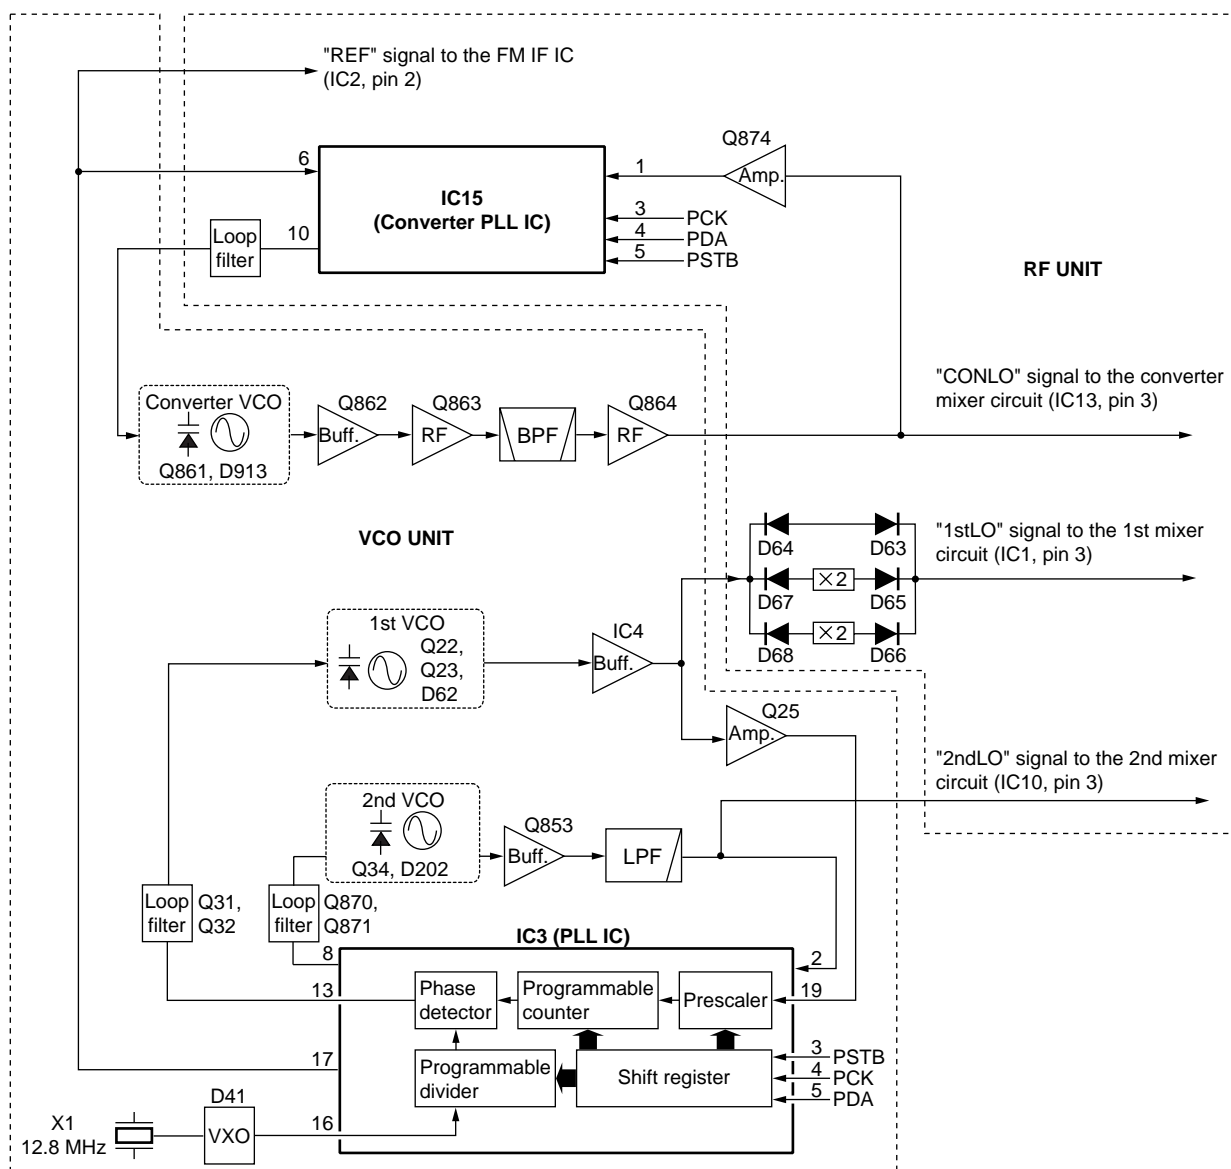 "REF" signal to the FM IF IC
(IC2, pin 2)
Q874
Amp.
6
1
IC15
(Converter PLL IC)
3
PCK
4
PDA
5
PSTB
10
Loop
filter
RF UNIT
"CONLO" signal to the converter
mixer circuit (IC13, pin 3)
Converter VCO
Q861, D913
Q862
Buff.
Q863
RF
BPF
Q864
RF
VCO UNIT
"1stLO" signal to the 1st mixer
circuit (IC1, pin 3)
D64
D63
D67
×2
D65
D68
×2
D66
1st VCO
Q22,
Q23,
D62
IC4
Buff.
Q25
Amp.
"2ndLO" signal to the 2nd mixer
circuit (IC10, pin 3)
2nd VCO
Q34, D202
Q853
Buff.
LPF
Loop
filter
Q31,
Q32
Loop
filter
Q870,
Q871
IC3 (PLL IC)
8
2
13
19
Phase
detector
Programmable
counter
Prescaler
17
Programmable
divider
Shift register
3
PSTB
4
PCK
5
PDA
X1
12.8 MHz
D41
VXO
16